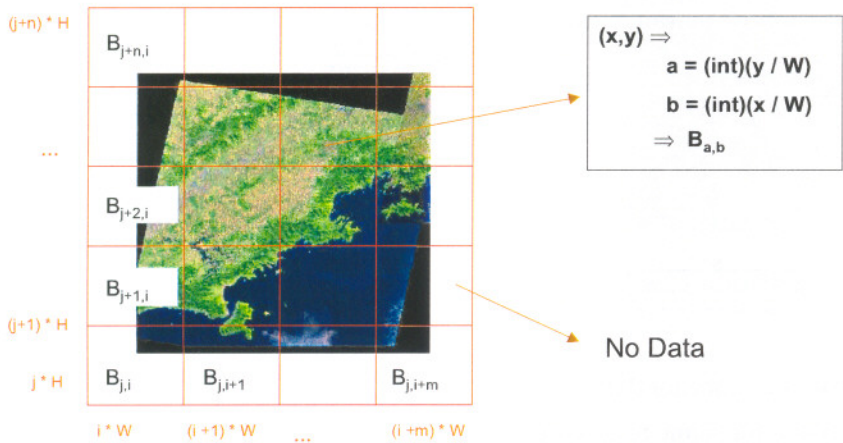 (j+n) * H
B_{j+n,i}
...
B_{j+2,i}
B_{j+1,i}
(j+1) * H
j * H
B_{j,i}
B_{j,i+1}
B_{j,i+m}
i * W
(i +1) * W
...
(i +m) * W
(x,y) ⇒
a = (int)(y / W)
b = (int)(x / W)
⇒ B_{a,b}
No Data